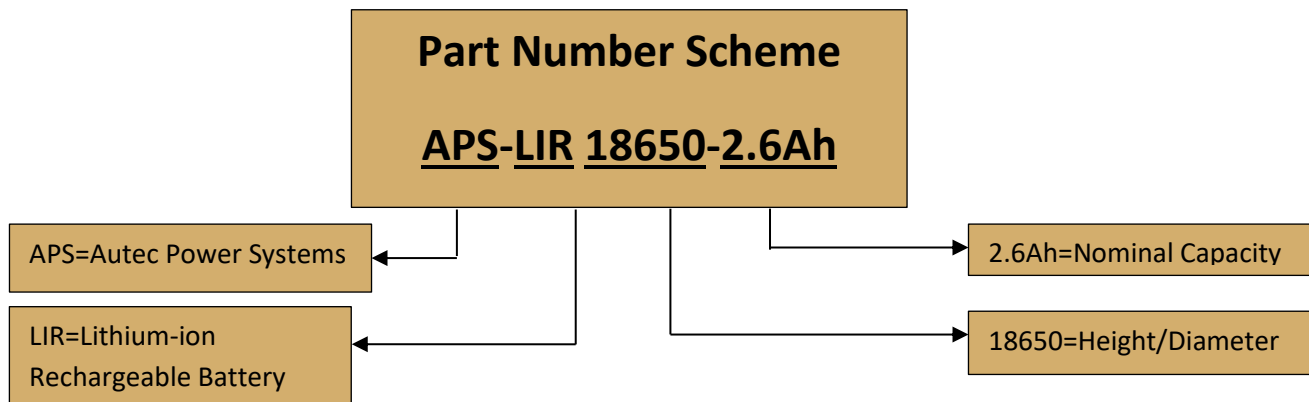 Part Number Scheme
APS-LIR 18650-2.6Ah
APS=Autec Power Systems
2.6Ah=Nominal Capacity
LIR=Lithium-ion
Rechargeable Battery
18650=Height/Diameter